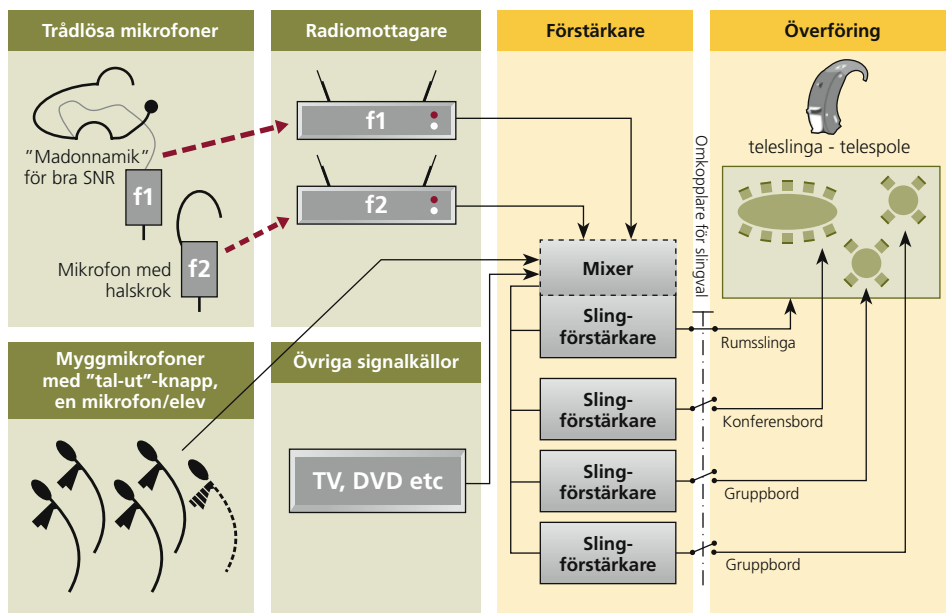 Trådlösa mikrofoner
"Madonnamik"
för bra SNR
f1
f2
Mikrofon med
halskrok
Radiomottagare
f1
f2
Förstärkare
Mixer
Sling-
förstärkare
Sling-
förstärkare
Sling-
förstärkare
Sling-
förstärkare
Överföring
teleslinga - telespole
Omkopplare för slingval
Rumsslinga
Konferensbord
Gruppbord
Gruppbord
Myggmikrofoner
med "tal-ut"-knapp,
en mikrofon/elev
Övriga signalkällor
TV, DVD etc